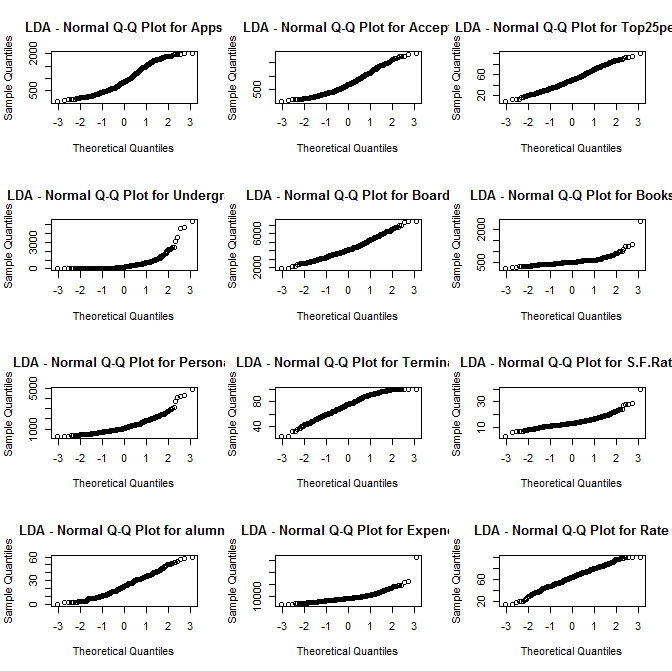 LDA - Normal Q-Q Plot for Apps
Sample Quantiles
500 2000
-3 -2 -1 0 1 2 3
Theoretical Quantiles
LDA - Normal Q-Q Plot for Accep
Sample Quantiles
500
-3 -2 -1 0 1 2 3
Theoretical Quantiles
LDA - Normal Q-Q Plot for Top25pe
Sample Quantiles
20 60
-3 -2 -1 0 1 2 3
Theoretical Quantiles
LDA - Normal Q-Q Plot for Undergr
Sample Quantiles
0 3000
-3 -2 -1 0 1 2 3
Theoretical Quantiles
LDA - Normal Q-Q Plot for Board
Sample Quantiles
2000 6000
-3 -2 -1 0 1 2 3
Theoretical Quantiles
LDA - Normal Q-Q Plot for Books
Sample Quantiles
500 2000
-3 -2 -1 0 1 2 3
Theoretical Quantiles
LDA - Normal Q-Q Plot for Persona
Sample Quantiles
1000 5000
-3 -2 -1 0 1 2 3
Theoretical Quantiles
LDA - Normal Q-Q Plot for Termina
Sample Quantiles
40 80
-3 -2 -1 0 1 2 3
Theoretical Quantiles
LDA - Normal Q-Q Plot for S.F.Rat
Sample Quantiles
10 30
-3 -2 -1 0 1 2 3
Theoretical Quantiles
LDA - Normal Q-Q Plot for alumn
Sample Quantiles
0 30 60
-3 -2 -1 0 1 2 3
Theoretical Quantiles
LDA - Normal Q-Q Plot for Expen
Sample Quantiles
10000
-3 -2 -1 0 1 2 3
Theoretical Quantiles
LDA - Normal Q-Q Plot for Rate
Sample Quantiles
20 60
-3 -2 -1 0 1 2 3
Theoretical Quantiles